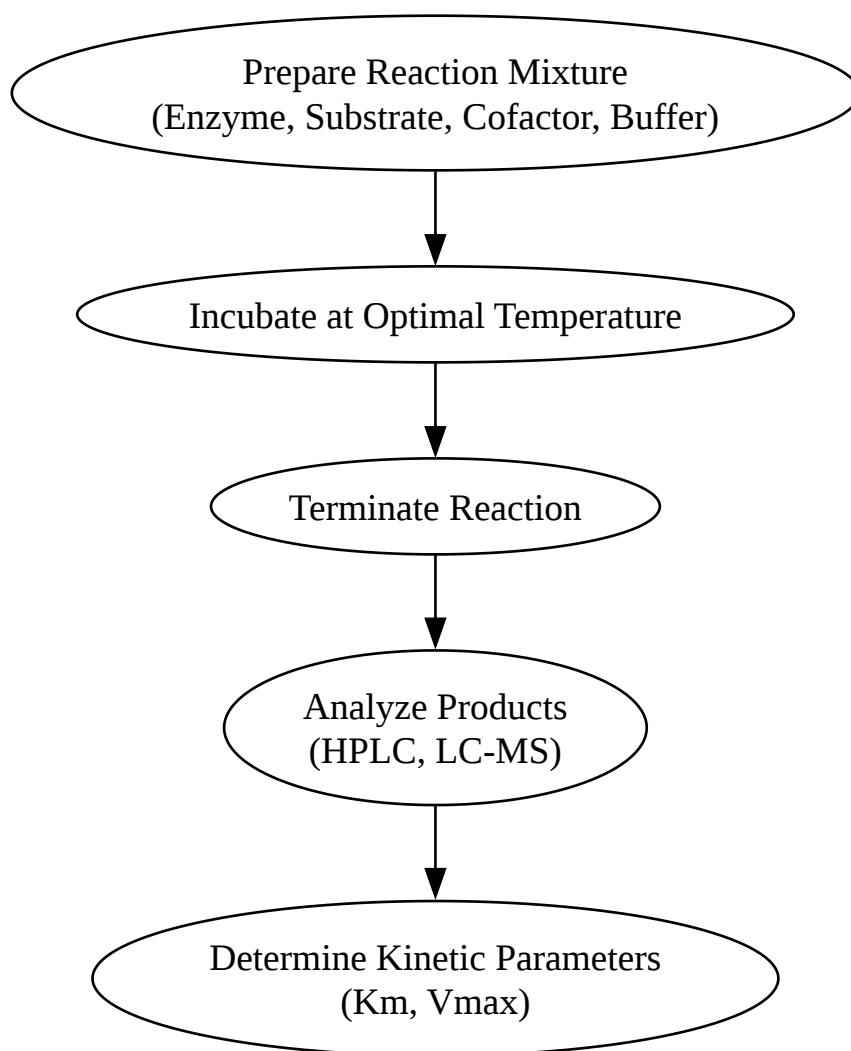 Prepare Reaction Mixture
(Enzyme, Substrate, Cofactor, Buffer)
Incubate at Optimal Temperature
Terminate Reaction
Analyze Products
(HPLC, LC-MS)
Determine Kinetic Parameters
(Km, Vmax)